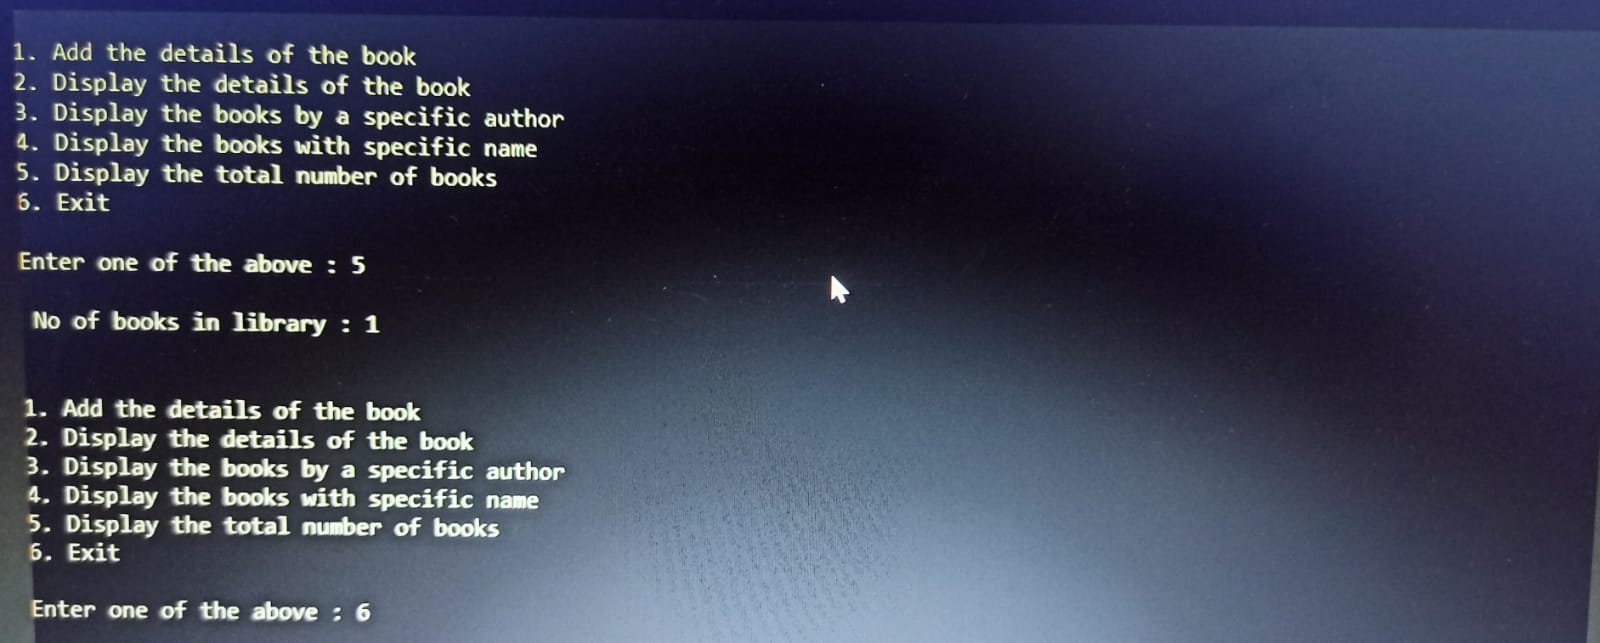 1. Add the details of the book
2. Display the details of the book
3. Display the books by a specific author
4. Display the books with specific name
5. Display the total number of books
6. Exit
Enter one of the above : 5
No of books in library : 1
1. Add the details of the book
2. Display the details of the book
3. Display the books by a specific author
4. Display the books with specific name
5. Display the total number of books
6. Exit
Enter one of the above : 6